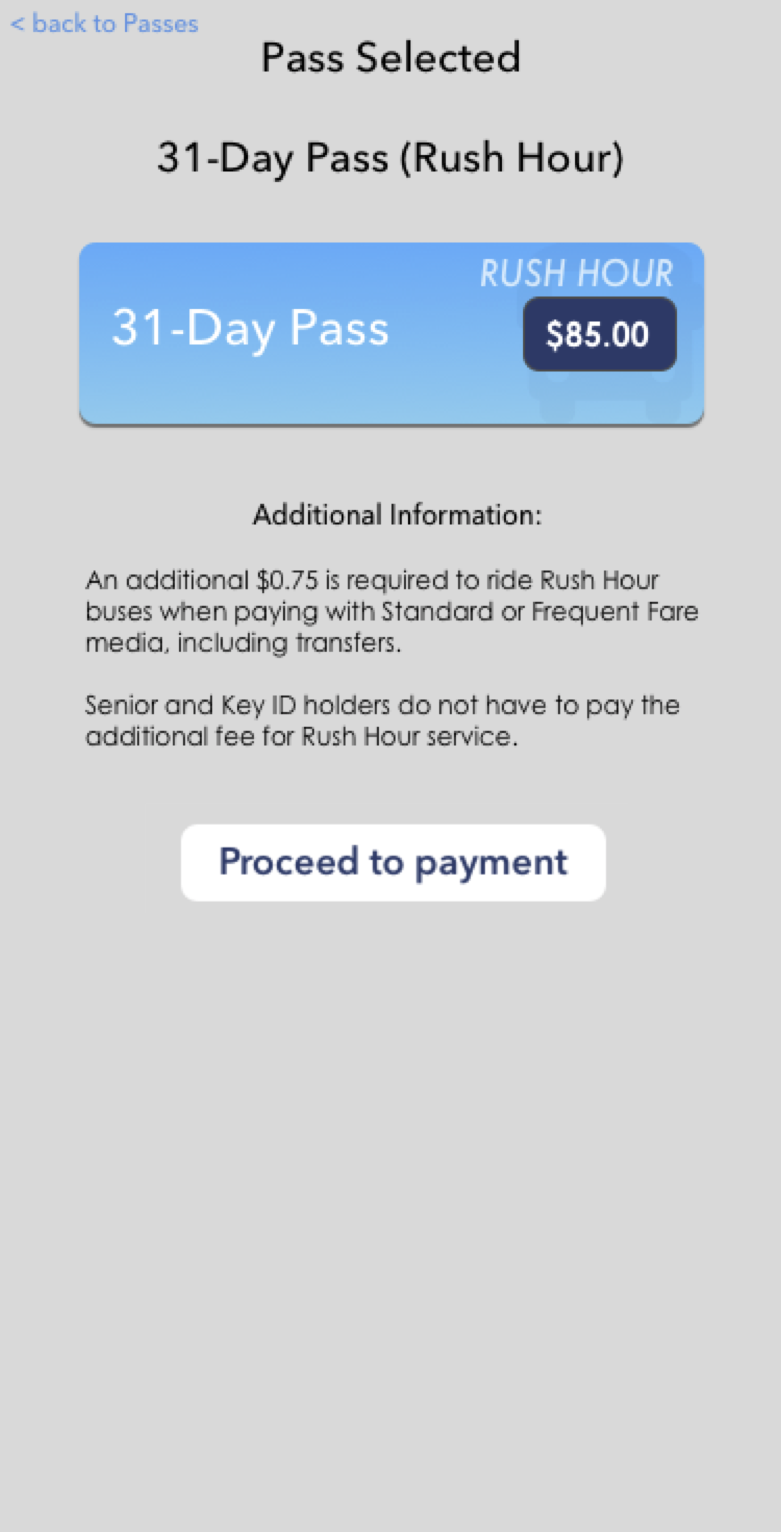 < back to Passes
Pass Selected
31-Day Pass (Rush Hour)
RUSH HOUR
31-Day Pass
$85.00
Additional Information:
An additional $0.75 is required to ride Rush Hour
buses when paying with Standard or Frequent Fare
media, including transfers.
Senior and Key ID holders do not have to pay the
additional fee for Rush Hour service.
Proceed to payment